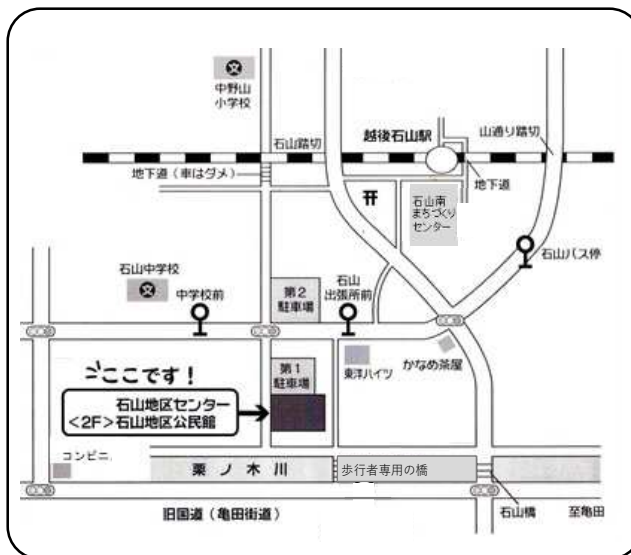 中野山
小学校
石山踏切
越後石山駅
山通り踏切
地下道（車はダメ）
地下道
石山南
まちづくり
センター
石山バス停
石山中学校
中学校前
第2
駐車場
石山
出張所前
ここです！
第1
駐車場
東洋ハイツ
かなめ茶屋
石山地区センター
<2F>石山地区公民館
コンビニ
栗ノ木川
歩行者専用の橋
旧国道（亀田街道）
石山橋
至亀田